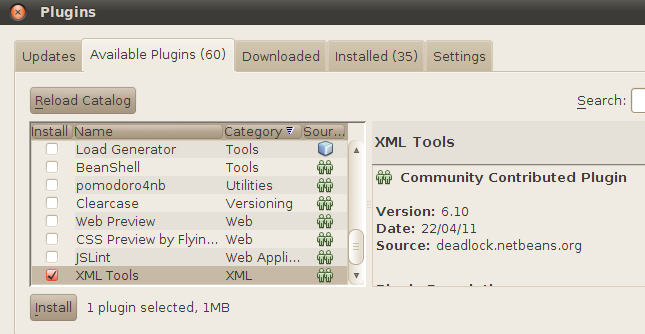 Plugins
Updates Available Plugins (60) Downloaded Installed (35) Settings
Reload Catalog Search:
Install Name Category Sour...
Load Generator Tools
BeanShell Tools
pomodoro4nb Utilities
Clearcase Versioning
Web Preview Web
CSS Preview by Flyin... Web
JSLint Web Appli...
XML Tools XML
XML Tools
Community Contributed Plugin
Version: 6.10
Date: 22/04/11
Source: deadlock.netbeans.org
Install 1 plugin selected, 1MB